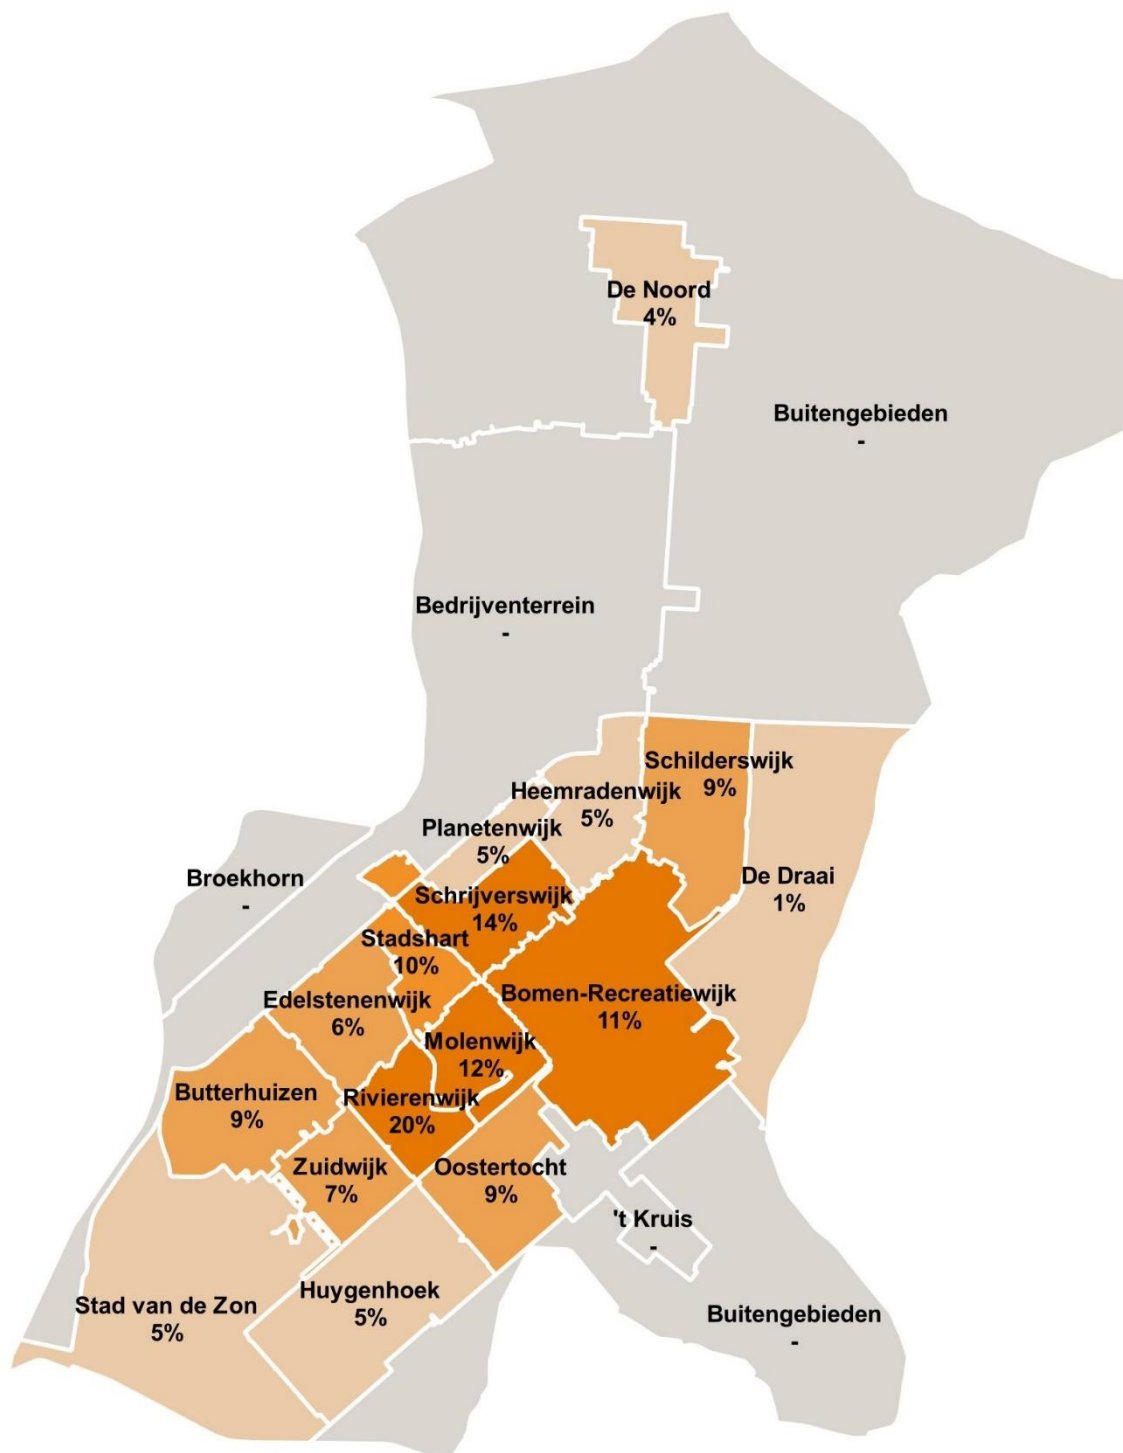 De Noord
4%
Buitengebieden
-
Bedrijventerrein
-
Schilderswijk
9%
Heemradenwijk
5%
Planetenwijk
5%
De Draai
1%
Broekhorn
-
Schrijverswijk
14%
Stadshart
10%
Bomen-Recreatiewijk
11%
Edelstenenwijk
6%
Molenwijk
12%
Butterhuizen
9%
Rivierenwijk
20%
Zuidwijk
7%
Oostertocht
9%
't Kruis
-
Huygenhoek
5%
Stad van de Zon
5%
Buitengebieden
-